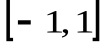 [- 1, 1]